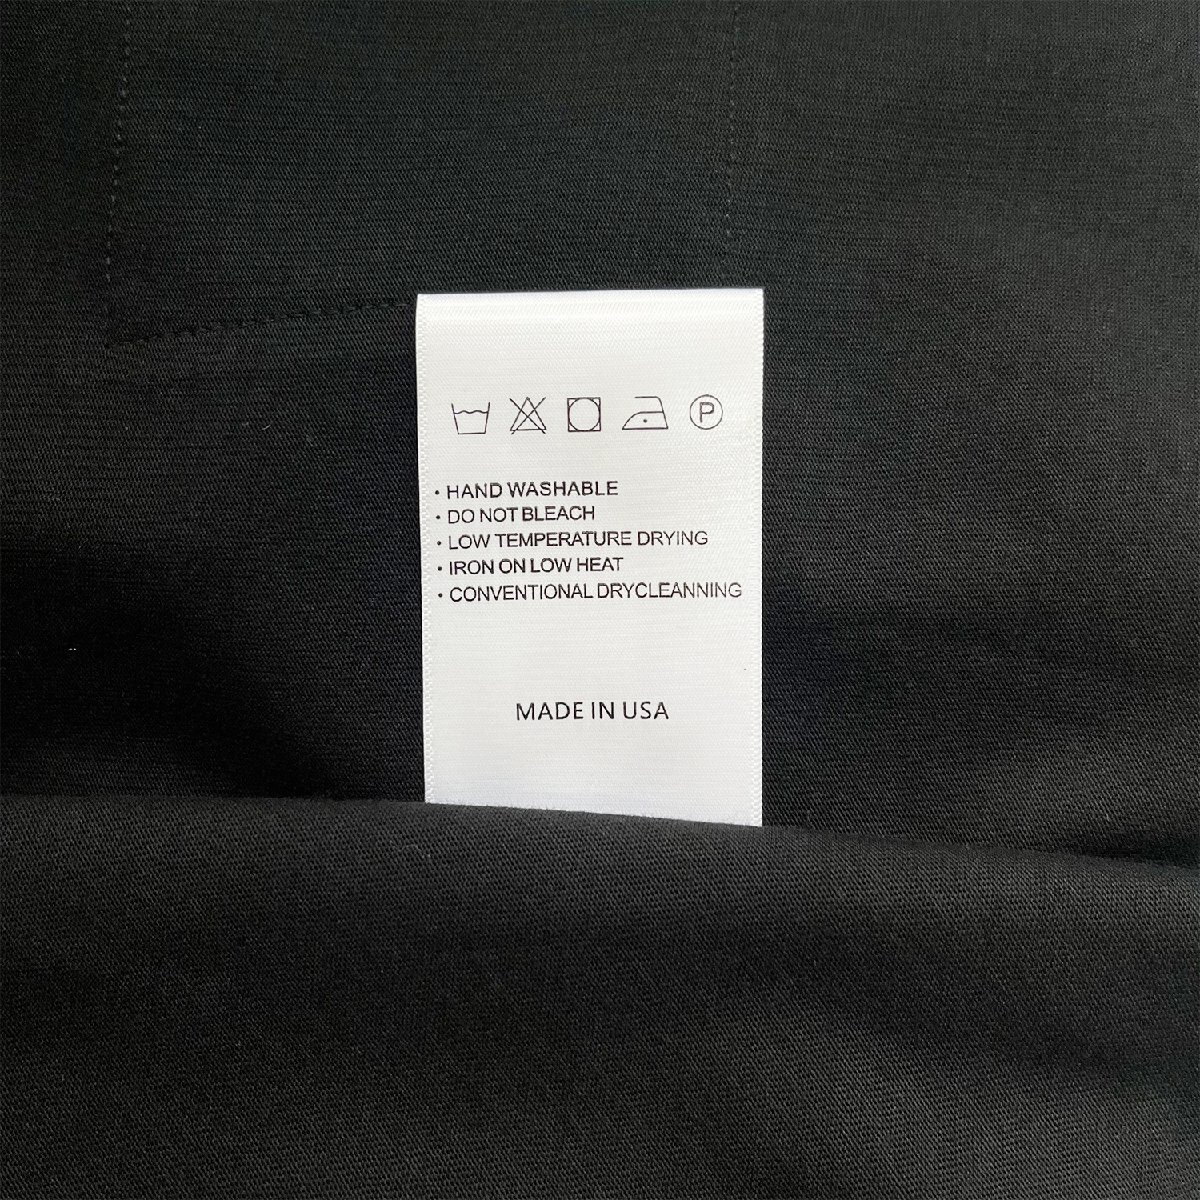 P
· HAND WASHABLE
· DO NOT BLEACH
· LOW TEMPERATURE DRYING
· IRON ON LOW HEAT
· CONVENTIONAL DRYCLEANNING
MADE IN USA